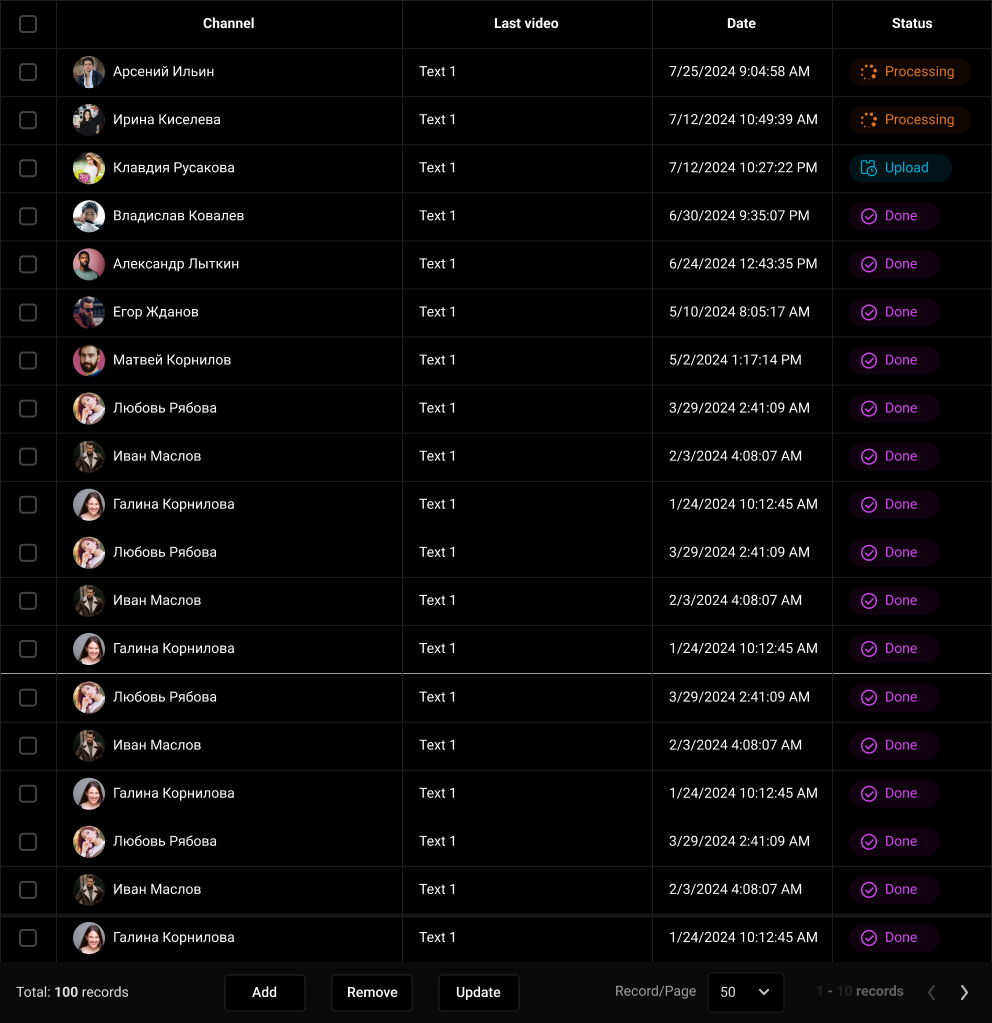 Channel Last video Date Status
Арсений Ильин Text 1 7/25/2024 9:04:58 AM Processing
Ирина Киселева Text 1 7/12/2024 10:49:39 AM Processing
Клавдия Русакова Text 1 7/12/2024 10:27:22 PM Upload
Владислав Ковалев Text 1 6/30/2024 9:35:07 PM Done
Александр Лыткин Text 1 6/24/2024 12:43:35 PM Done
Егор Жданов Text 1 5/10/2024 8:05:17 AM Done
Матвей Корнилов Text 1 5/2/2024 1:17:14 PM Done
Любовь Рябова Text 1 3/29/2024 2:41:09 AM Done
Иван Маслов Text 1 2/3/2024 4:08:07 AM Done
Галина Корнилова Text 1 1/24/2024 10:12:45 AM Done
Любовь Рябова Text 1 3/29/2024 2:41:09 AM Done
Иван Маслов Text 1 2/3/2024 4:08:07 AM Done
Галина Корнилова Text 1 1/24/2024 10:12:45 AM Done
Любовь Рябова Text 1 3/29/2024 2:41:09 AM Done
Иван Маслов Text 1 2/3/2024 4:08:07 AM Done
Галина Корнилова Text 1 1/24/2024 10:12:45 AM Done
Любовь Рябова Text 1 3/29/2024 2:41:09 AM Done
Иван Маслов Text 1 2/3/2024 4:08:07 AM Done
Галина Корнилова Text 1 1/24/2024 10:12:45 AM Done
Total: 100 records Add Remove Update Record/Page 50 1 - 10 records